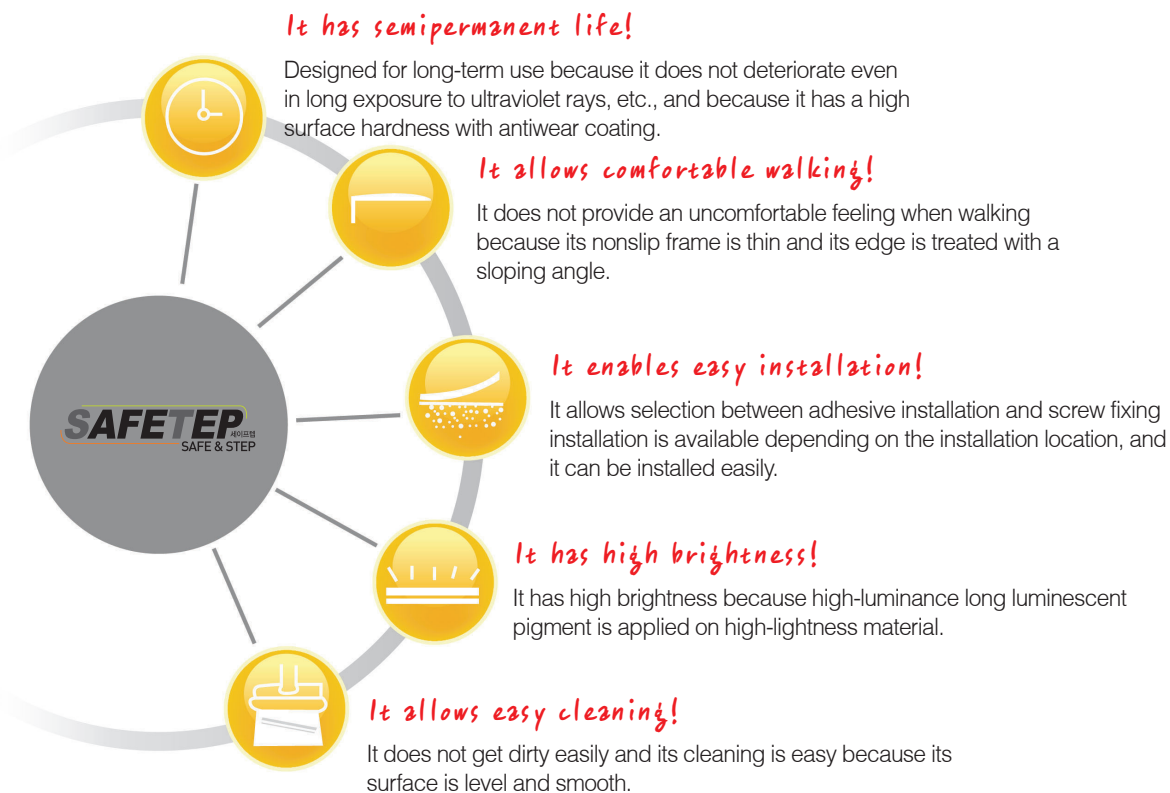 It has semipermanent life!
Designed for long-term use because it does not deteriorate even
in long exposure to ultraviolet rays, etc., and because it has a high
surface hardness with antiwear coating.
It allows comfortable walking!
It does not provide an uncomfortable feeling when walking
because its nonslip frame is thin and its edge is treated with a
sloping angle.
It enables easy installation!
It allows selection between adhesive installation and screw fixing
installation is available depending on the installation location, and
it can be installed easily.
SAFETEP 세이프텝
SAFE & STEP
It has high brightness!
It has high brightness because high-luminance long luminescent
pigment is applied on high-lightness material.
It allows easy cleaning!
It does not get dirty easily and its cleaning is easy because its
surface is level and smooth.